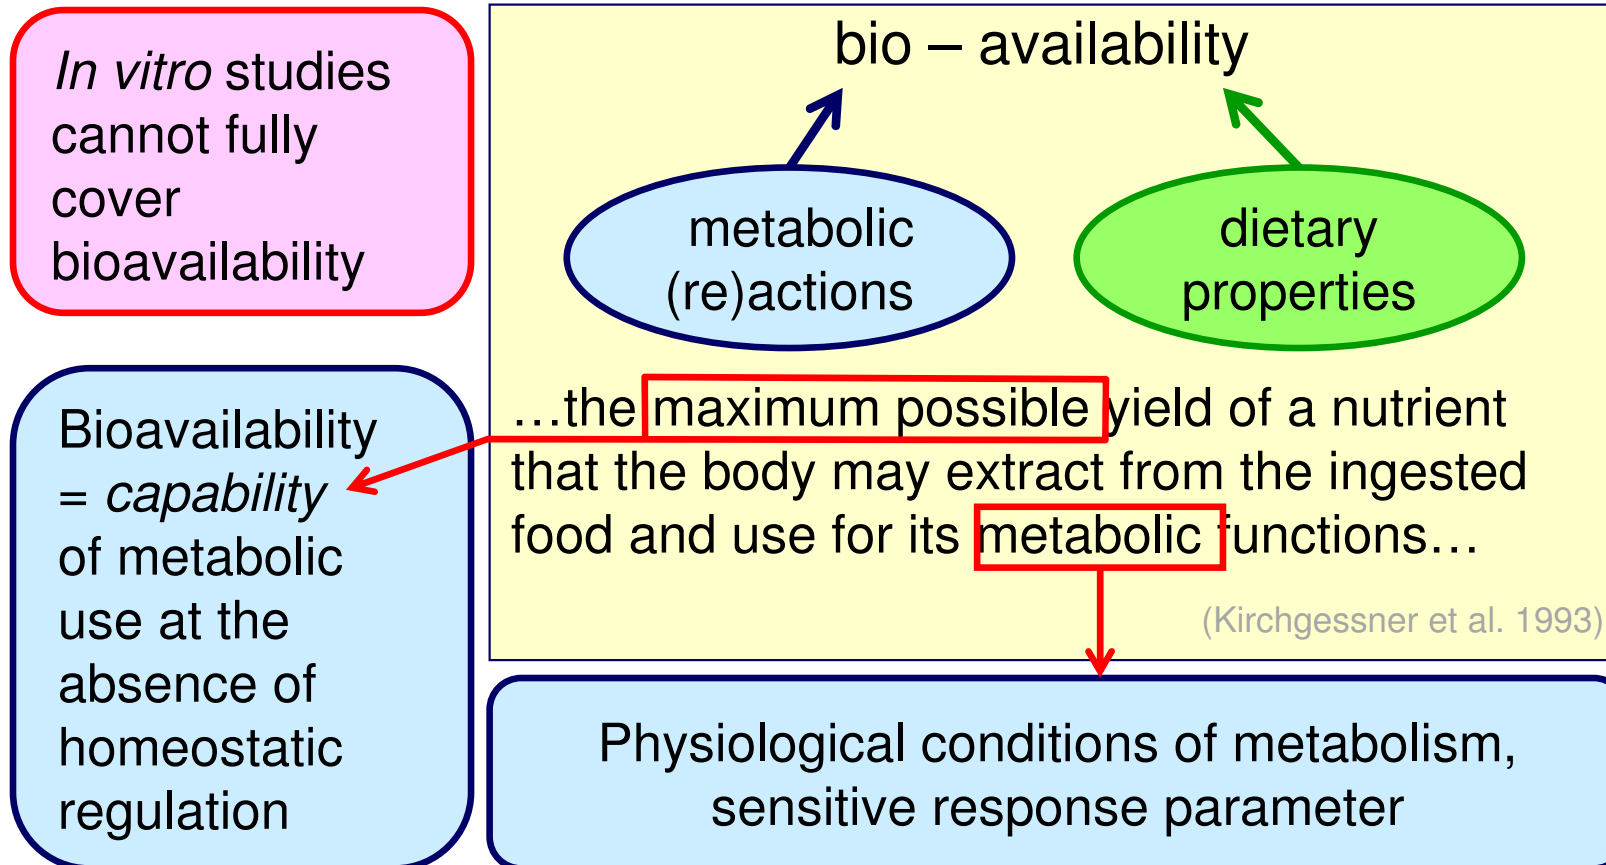 In vitro studies
cannot fully
cover
bioavailability
bio – availability
metabolic
(re)actions
dietary
properties
…the maximum possible yield of a nutrient
that the body may extract from the ingested
food and use for its metabolic functions…
(Kirchgessner et al. 1993)
Bioavailability
= capability
of metabolic
use at the
absence of
homeostatic
regulation
Physiological conditions of metabolism,
sensitive response parameter